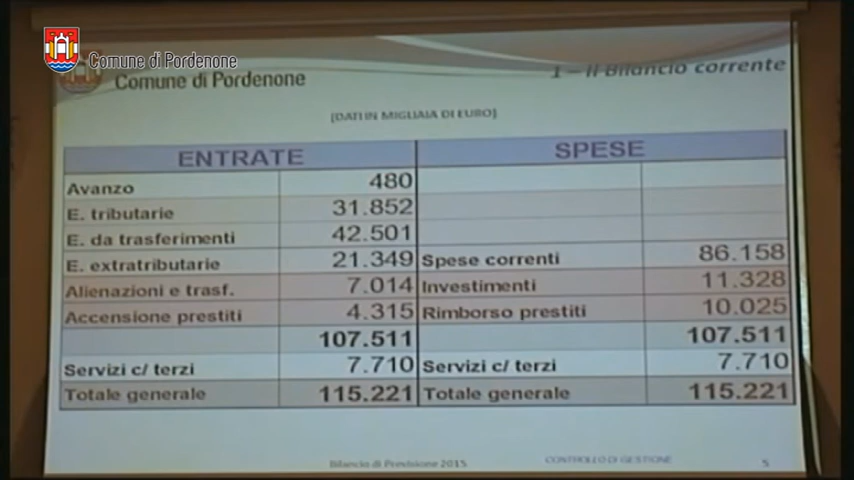 Comune di Pordenone
Comune di Pordenone
1 – Il Bilancio corrente
[DATI IN MIGLIAIA DI EURO]
ENTRATE SPESE
Avanzo 480
E. tributarie 31.852
E. da trasferimenti 42.501
E. extratributarie 21.349 Spese correnti 86.158
Alienazioni e trasf. 7.014 Investimenti 11.328
Accensione prestiti 4.315 Rimborso prestiti 10.025
107.511 107.511
Servizi c/ terzi 7.710 Servizi c/ terzi 7.710
Totale generale 115.221 Totale generale 115.221
Bilancio di Previsione 2015 CONTROLLO DI GESTIONE 5